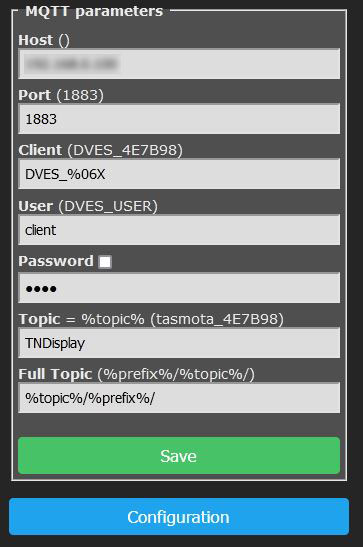 MQTT parameters
Host ()
Port (1883)
1883
Client (DVES_4E7B98)
DVES_%06X
User (DVES_USER)
client
Password
●●●●
Topic = %topic% (tasmota_4E7B98)
TNDisplay
Full Topic (%prefix%/%topic%/)
%topic%/%prefix%/
Save
Configuration